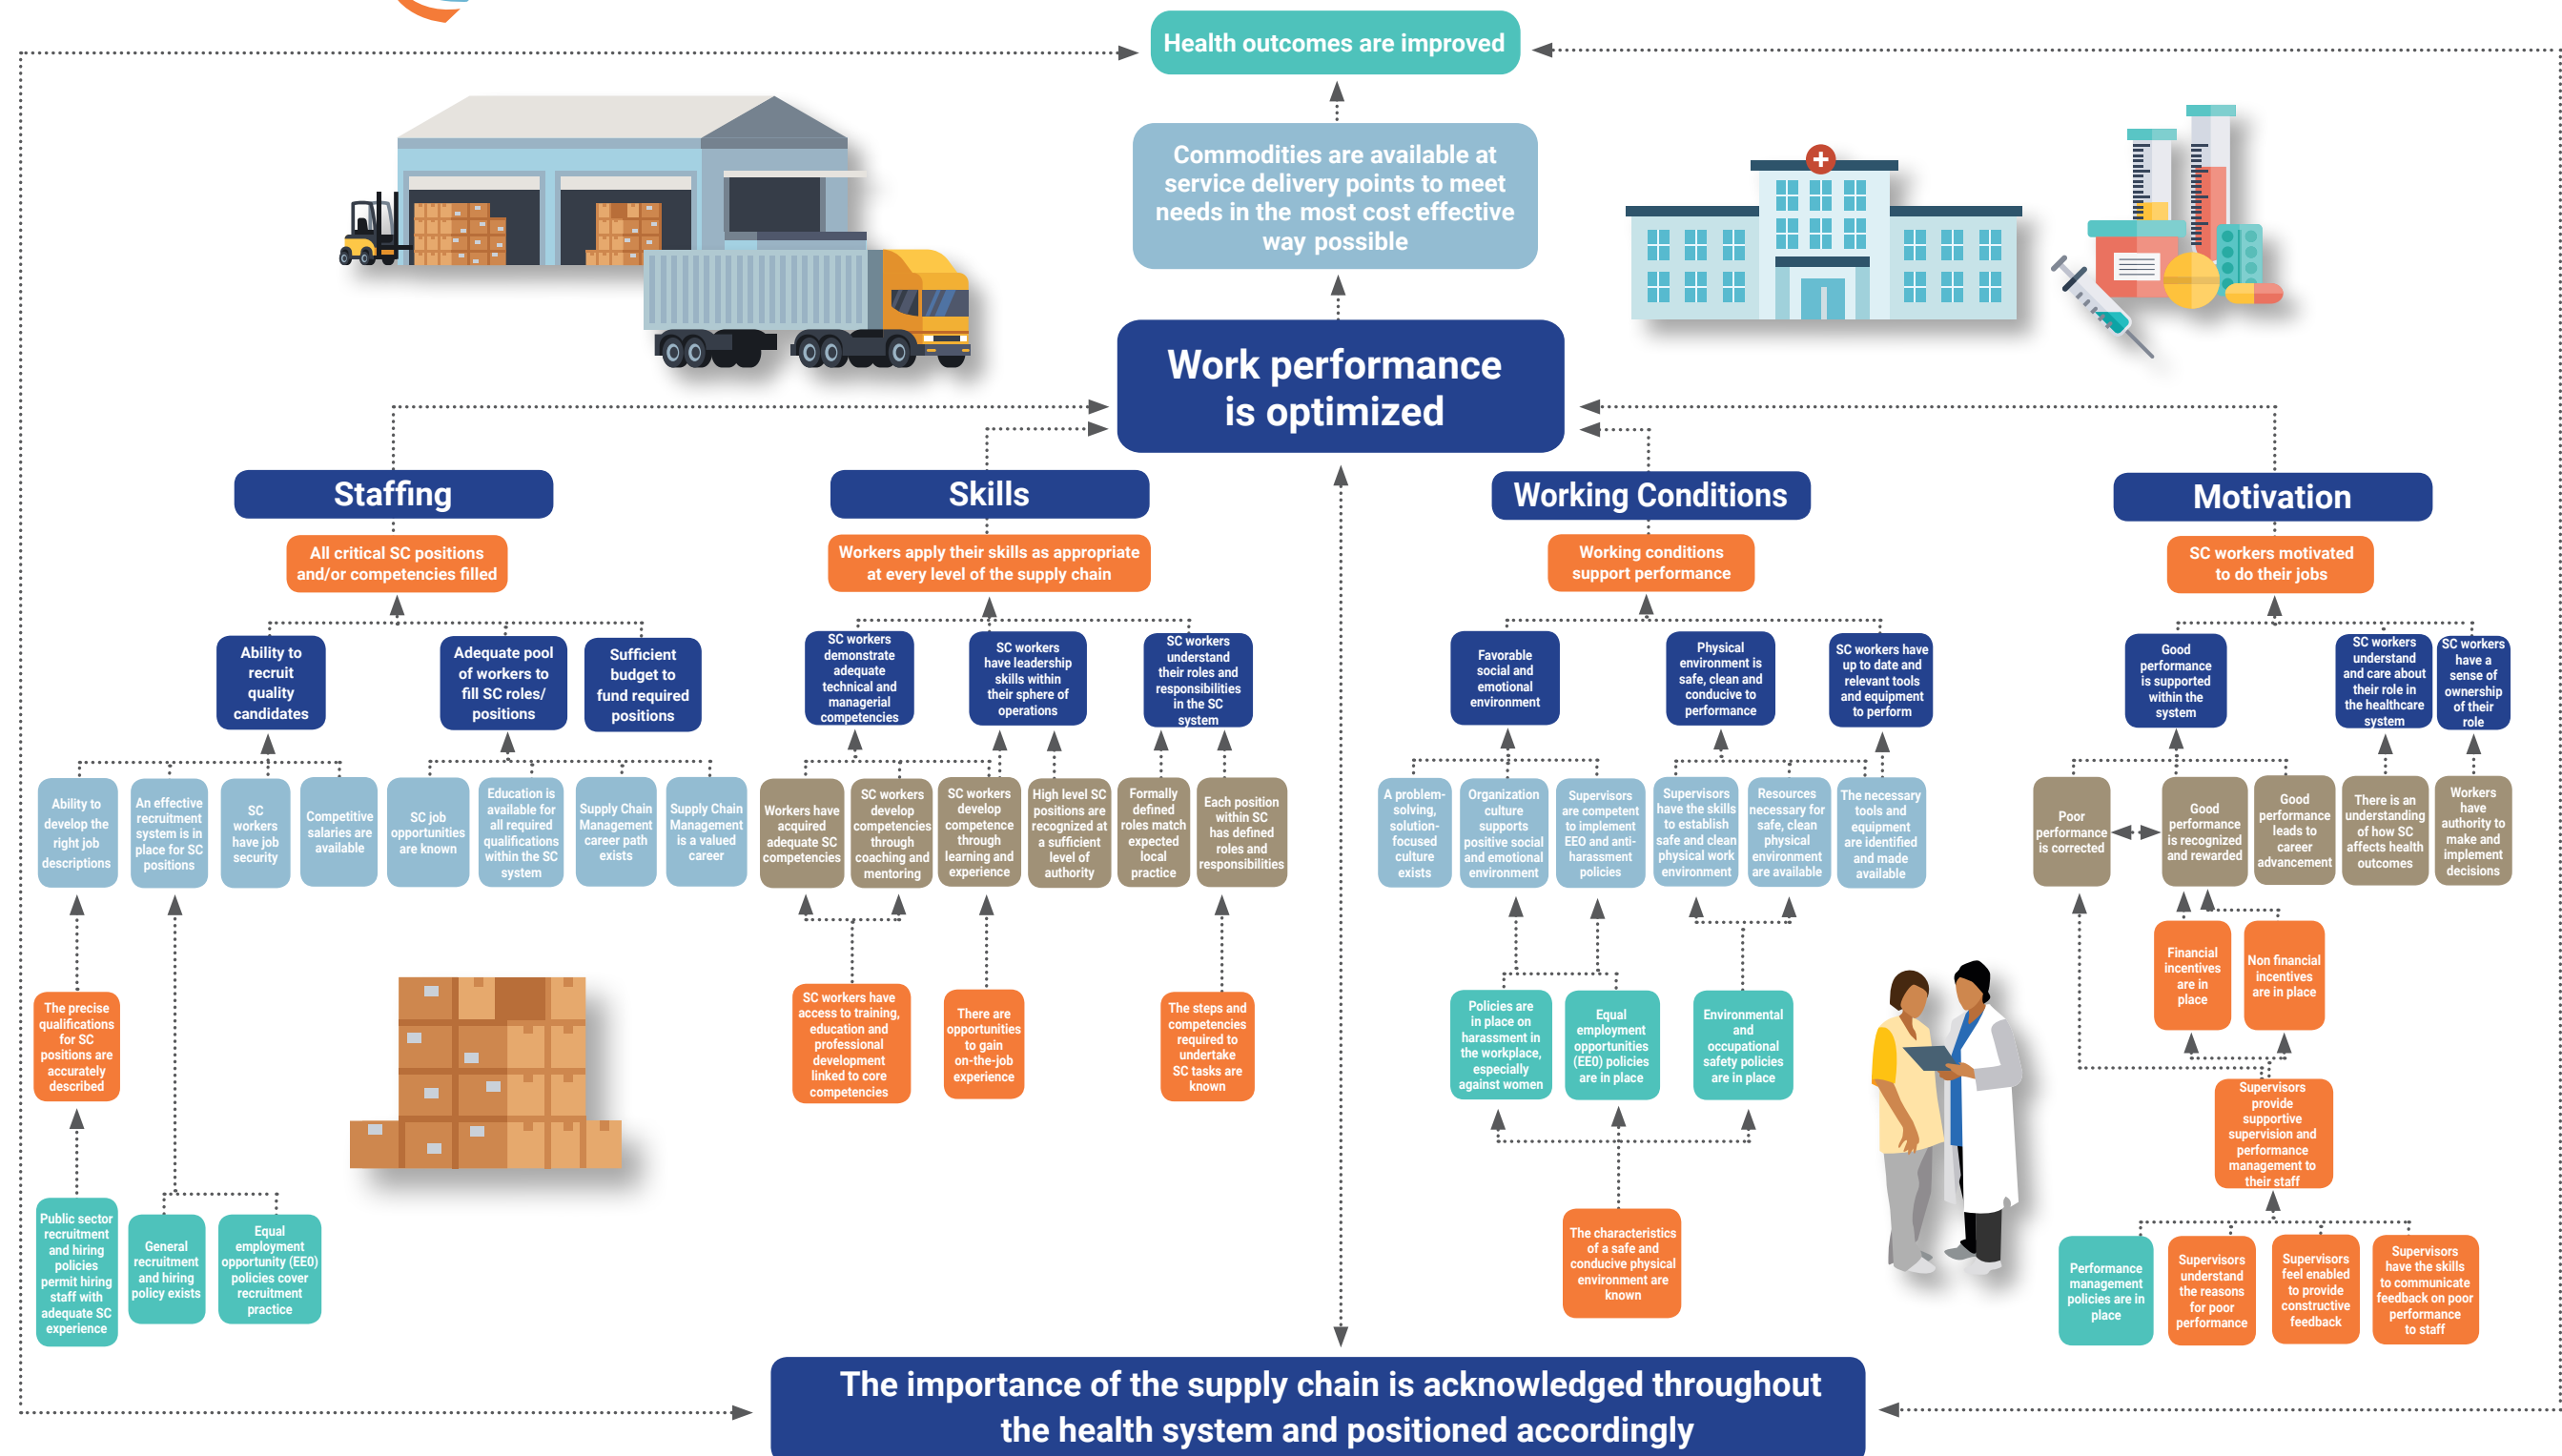 Health outcomes are improved
Commodities are available at
service delivery points to meet
needs in the most cost effective
way possible
Work performance
is optimized
Staffing
Skills
Working Conditions
Motivation
All critical SC positions
and/or competencies filled
Workers apply their skills as appropriate
at every level of the supply chain
Working conditions
support performance
SC workers motivated
to do their jobs
Ability to
recruit
quality
candidates
Adequate pool
of workers to
fill SC roles/
positions
Sufficient
budget to
fund required
positions
SC workers
demonstrate
adequate
technical and
managerial
competencies
SC workers
have leadership
skills within
their sphere of
operations
SC workers
understand
their roles and
responsibilities
in the SC
system
Favorable
social and
emotional
environment
Physical
environment is
safe, clean and
conducive to
performance
SC workers have
up to date and
relevant tools
and equipment
to perform
Good
performance
is supported
within the
system
SC workers
understand
and care about
their role in
the healthcare
system
SC workers
have a
sense of
ownership
of their
role
Ability to
develop the
right job
descriptions
An effective
recruitment
system is in
place for SC
positions
SC
workers
have job
security
Competitive
salaries are
available
SC job
opportunities
are known
Education is
available for
all required
qualifications
within the SC
system
Supply Chain
Management
career path
exists
Supply Chain
Management
is a valued
career
Workers have
acquired
adequate SC
competencies
SC workers
develop
competencies
through
coaching and
mentoring
SC workers
develop
competence
through
learning and
experience
High level SC
positions are
recognized at
a sufficient
level of
authority
Formally
defined
roles match
expected
local
practice
Each position
within SC
has defined
roles and
responsibilities
A problem-
solving,
solution-
focused
culture
exists
Organization
culture
supports
positive social
and emotional
environment
Supervisors
are competent
to implement
EEO and anti-
harassment
policies
Supervisors
have the skills
to establish
safe and clean
physical work
environment
Resources
necessary for
safe, clean
physical
environment
are available
The necessary
tools and
equipment
are identified
and made
available
Poor
performance
is corrected
Good
performance
is recognized
and rewarded
Good
performance
leads to
career
advancement
There is an
understanding
of how SC
affects health
outcomes
Workers
have
authority to
make and
implement
decisions
Financial
incentives
are in
place
Non financial
incentives
are in place
The precise
qualifications
for SC
positions are
accurately
described
SC workers have
access to training,
education and
professional
development
linked to core
competencies
There are
opportunities
to gain
on-the-job
experience
The steps and
competencies
required to
undertake
SC tasks are
known
Policies are
in place on
harassment in
the workplace,
especially
against women
Equal
employment
opportunities
(EE0) policies
are in place
Environmental
and
occupational
safety policies
are in place
Supervisors
provide
supportive
supervision and
performance
management to
their staff
Public sector
recruitment
and hiring
policies
permit hiring
staff with
adequate SC
experience
General
recruitment
and hiring
policy exists
Equal
employment
opportunity (EE0)
policies cover
recruitment
practice
The characteristics
of a safe and
conducive physical
environment are
known
Performance
management
policies are in
place
Supervisors
understand
the reasons
for poor
performance
Supervisors
feel enabled
to provide
constructive
feedback
Supervisors
have the skills
to communicate
feedback on poor
performance
to staff
The importance of the supply chain is acknowledged throughout
the health system and positioned accordingly